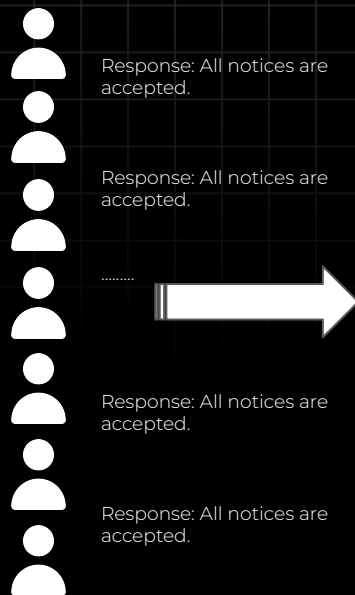 Response: All notices are
accepted.
Response: All notices are
accepted.
.........
Response: All notices are
accepted.
Response: All notices are
accepted.